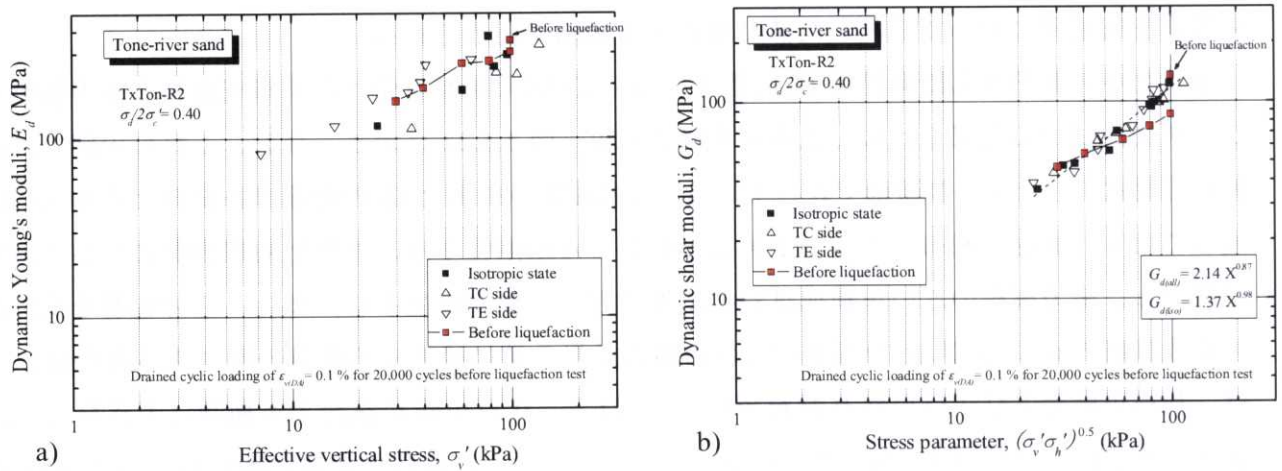 Tone-river sand
Before liquefaction
TxTon-R2
σd/2σc'= 0.40
Dynamic Young's moduli, Ed (MPa)
100
10
Isotropic state
TC side
TE side
Before liquefaction
Drained cyclic loading of εv(DA)= 0.1 % for 20,000 cycles before liquefaction test
1 10 100
a) Effective vertical stress, σv' (kPa)
Tone-river sand
Before liquefaction
TxTon-R2
σd/2σc'= 0.40
Dynamic shear moduli, Gd (MPa)
100
10
Isotropic state
TC side
TE side
Before liquefaction
Gd(all)= 2.14 X^0.87
Gd(iso)= 1.37 X^0.98
Drained cyclic loading of εv(DA)= 0.1 % for 20,000 cycles before liquefaction test
1 10 100
b) Stress parameter, (σv'σh')^0.5 (kPa)